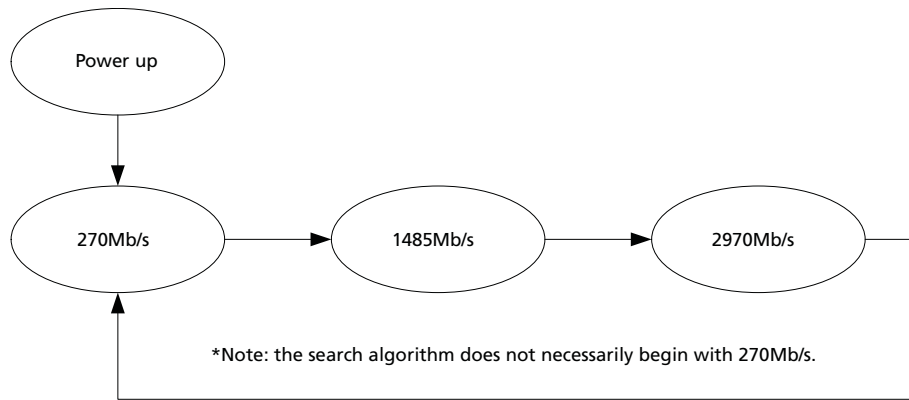 Power up
270Mb/s
1485Mb/s
2970Mb/s
*Note: the search algorithm does not necessarily begin with 270Mb/s.